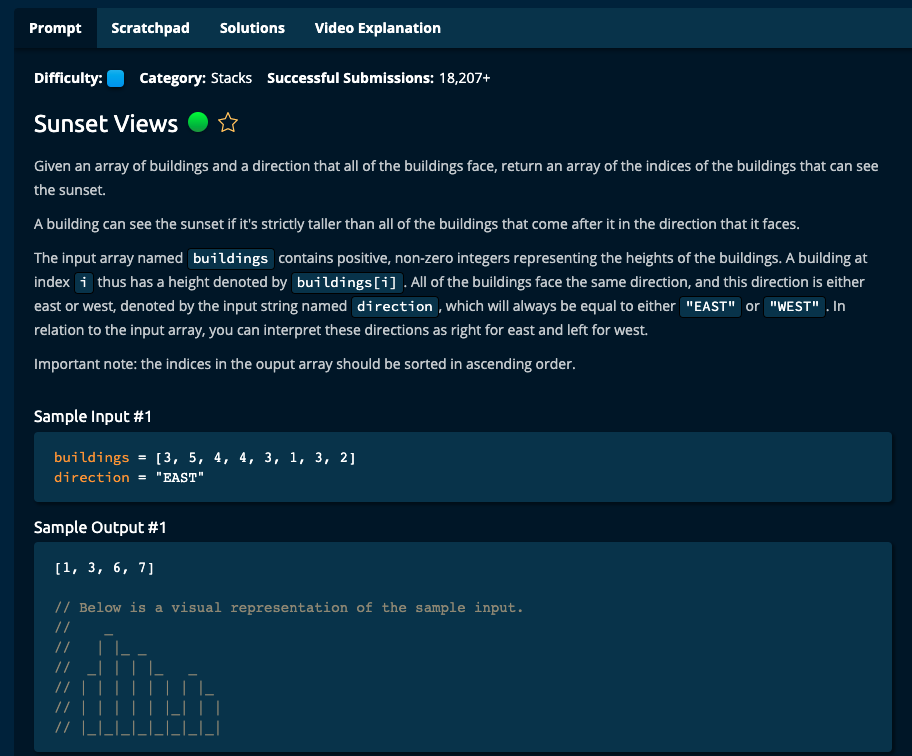 Prompt Scratchpad Solutions Video Explanation
Difficulty: Category: Stacks Successful Submissions: 18,207+
Sunset Views
Given an array of buildings and a direction that all of the buildings face, return an array of the indices of the buildings that can see
the sunset.
A building can see the sunset if it's strictly taller than all of the buildings that come after it in the direction that it faces.
The input array named buildings contains positive, non-zero integers representing the heights of the buildings. A building at
index i thus has a height denoted by buildings[i]. All of the buildings face the same direction, and this direction is either
east or west, denoted by the input string named direction, which will always be equal to either "EAST" or "WEST". In
relation to the input array, you can interpret these directions as right for east and left for west.
Important note: the indices in the ouput array should be sorted in ascending order.
Sample Input #1
buildings = [3, 5, 4, 4, 3, 1, 3, 2]
direction = "EAST"
Sample Output #1
[1, 3, 6, 7]
// Below is a visual representation of the sample input.
//    _
//   | |_ _
//  _| | | |_   _
// | | | | | | | |_
// | | | | | |_| | |
// |_|_|_|_|_|_|_|_|